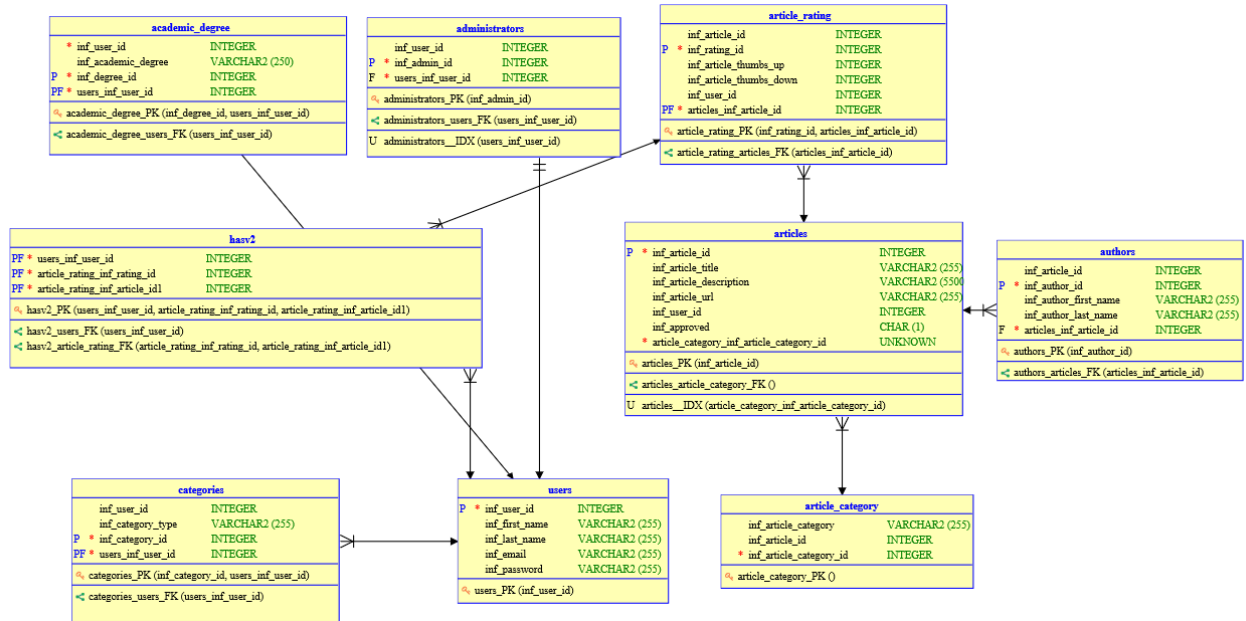 academic_degree
* inf_user_id INTEGER
inf_academic_degree VARCHAR2 (250)
P * inf_degree_id INTEGER
PF * users_inf_user_id INTEGER
academic_degree_PK (inf_degree_id, users_inf_user_id)
academic_degree_users_FK (users_inf_user_id)
administrators
inf_user_id INTEGER
P * inf_admin_id INTEGER
F * users_inf_user_id INTEGER
administrators_PK (inf_admin_id)
administrators_users_FK (users_inf_user_id)
U administrators__IDX (users_inf_user_id)
article_rating
inf_article_id INTEGER
P * inf_rating_id INTEGER
inf_article_thumbs_up INTEGER
inf_article_thumbs_down INTEGER
inf_user_id INTEGER
PF * articles_inf_article_id INTEGER
article_rating_PK (inf_rating_id, articles_inf_article_id)
article_rating_articles_FK (articles_inf_article_id)
hasv2
PF * users_inf_user_id INTEGER
PF * article_rating_inf_rating_id INTEGER
PF * article_rating_inf_article_id1 INTEGER
hasv2_PK (users_inf_user_id, article_rating_inf_rating_id, article_rating_inf_article_id1)
hasv2_users_FK (users_inf_user_id)
hasv2_article_rating_FK (article_rating_inf_rating_id, article_rating_inf_article_id1)
articles
P * inf_article_id INTEGER
inf_article_title VARCHAR2 (255)
inf_article_description VARCHAR2 (5500
inf_article_url VARCHAR2 (255)
inf_user_id INTEGER
inf_approved CHAR (1)
* article_category_inf_article_category_id UNKNOWN
articles_PK (inf_article_id)
articles_article_category_FK ()
U articles__IDX (article_category_inf_article_category_id)
authors
inf_article_id INTEGER
P * inf_author_id INTEGER
inf_author_first_name VARCHAR2 (255)
inf_author_last_name VARCHAR2 (255)
F * articles_inf_article_id INTEGER
authors_PK (inf_author_id)
authors_articles_FK (articles_inf_article_id)
categories
inf_user_id INTEGER
inf_category_type VARCHAR2 (255)
P * inf_category_id INTEGER
PF * users_inf_user_id INTEGER
categories_PK (inf_category_id, users_inf_user_id)
categories_users_FK (users_inf_user_id)
users
P * inf_user_id INTEGER
inf_first_name VARCHAR2 (255)
inf_last_name VARCHAR2 (255)
inf_email VARCHAR2 (255)
inf_password VARCHAR2 (255)
users_PK (inf_user_id)
article_category
inf_article_category VARCHAR2 (255)
inf_article_id INTEGER
* inf_article_category_id INTEGER
article_category_PK ()